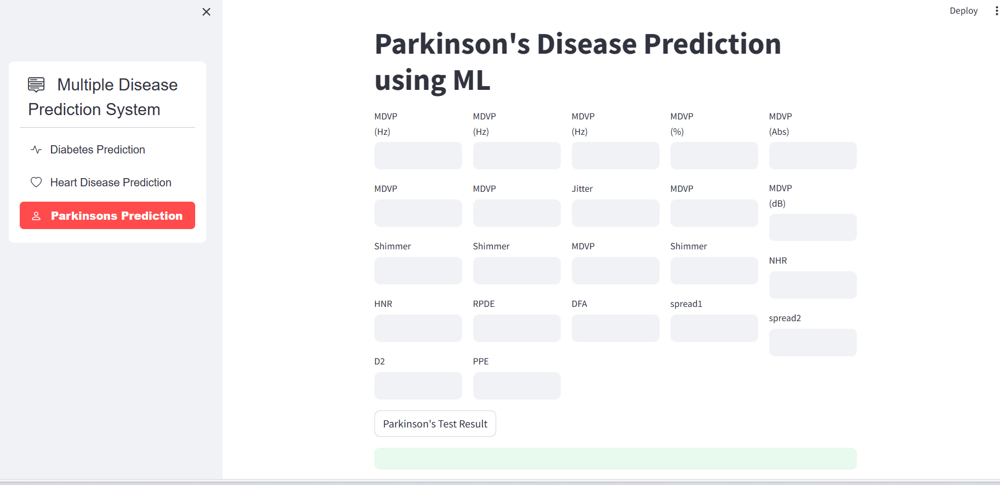 Deploy
Multiple Disease
Prediction System
Diabetes Prediction
Heart Disease Prediction
Parkinsons Prediction
Parkinson's Disease Prediction
using ML
MDVP MDVP MDVP MDVP MDVP
(Hz) (Hz) (Hz) (%) (Abs)
MDVP MDVP Jitter MDVP MDVP
(dB)
Shimmer Shimmer MDVP Shimmer NHR
HNR RPDE DFA spread1 spread2
D2 PPE
Parkinson's Test Result